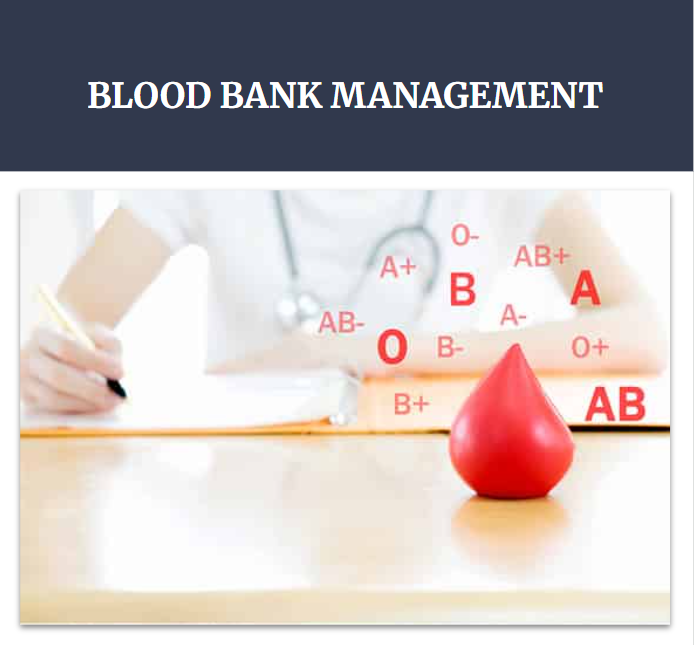 BLOOD BANK MANAGEMENT
O-
A+
AB+
B
A
A-
AB-
O
B-
O+
B+
AB